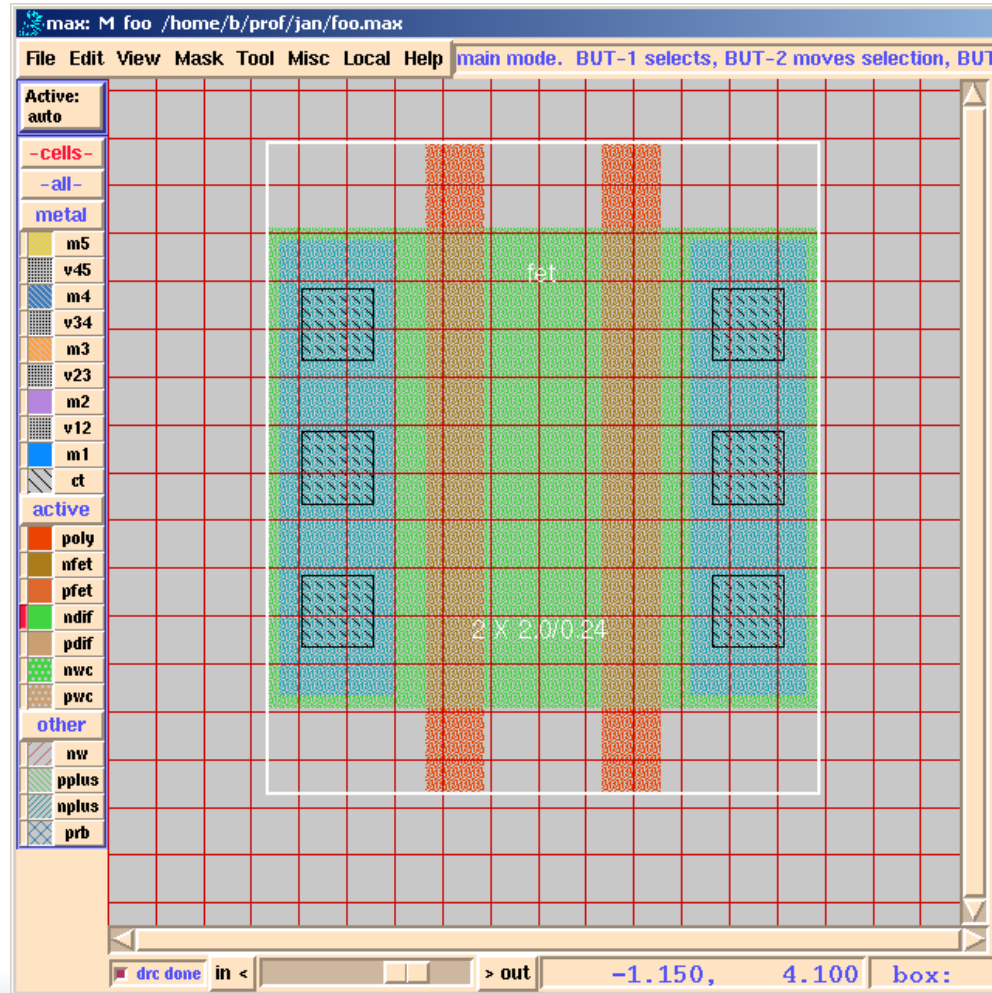 max: M foo /home/b/prof/jan/foo.max
File Edit View Mask Tool Misc Local Help main mode. BUT-1 selects, BUT-2 moves selection, BUT
Active:
auto
-cells-
-all-
metal
m5
v45
m4
v34
m3
v23
m2
v12
m1
ct
active
poly
nfet
pfet
ndif
pdif
nwc
pwc
other
nw
pplus
nplus
prb
fet
2 X 2.0/0.24
drc done in < > out -1.150, 4.100 box: